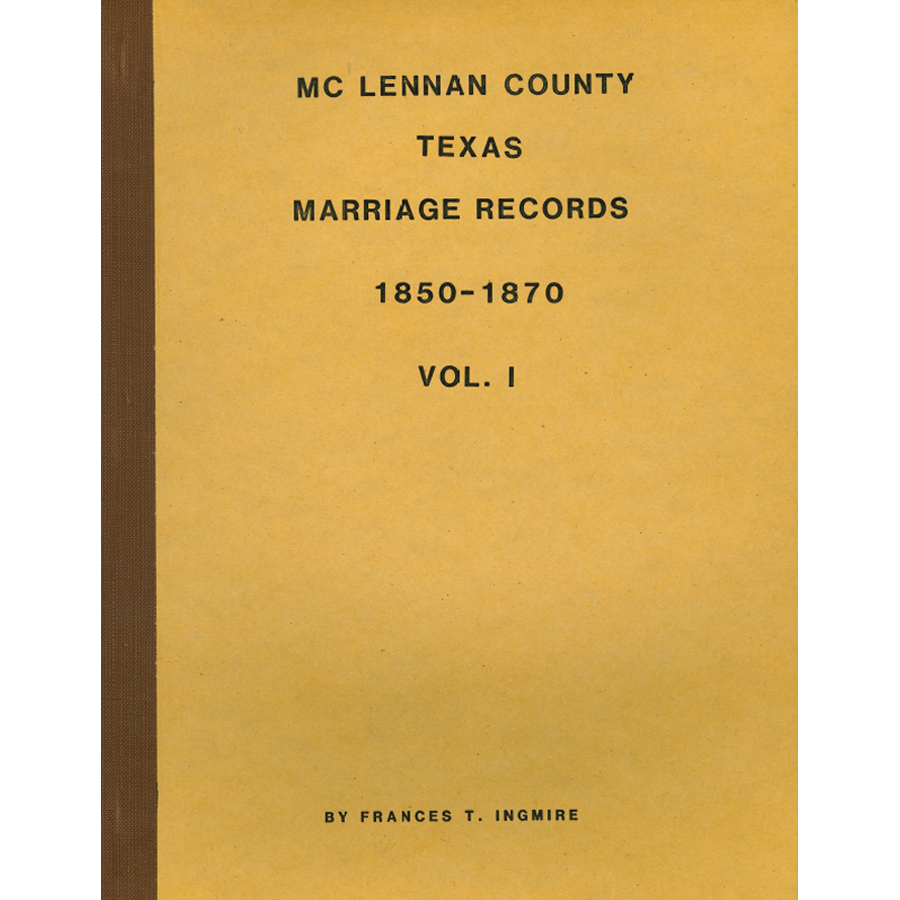 MC LENNAN COUNTY
TEXAS
MARRIAGE RECORDS
1850-1870
VOL. I
BY FRANCES T. INGMIRE